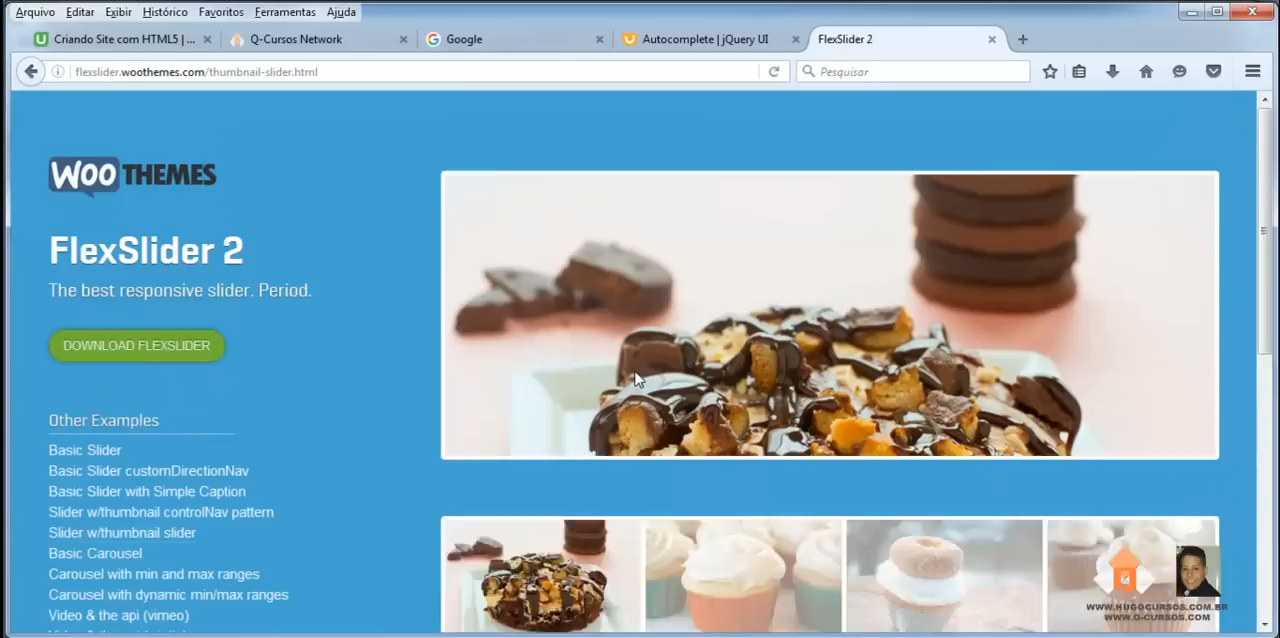 Arquivo Editar Exibir Histórico Favoritos Ferramentas Ajuda
Criando Site com HTML5 | ... Q-Cursos Network Google Autocomplete | jQuery UI FlexSlider 2
flexslider.woothemes.com/thumbnail-slider.html Pesquisar
WOO THEMES
FlexSlider 2
The best responsive slider. Period.
DOWNLOAD FLEXSLIDER
Other Examples
Basic Slider
Basic Slider customDirectionNav
Basic Slider with Simple Caption
Slider w/thumbnail controlNav pattern
Slider w/thumbnail slider
Basic Carousel
Carousel with min and max ranges
Carousel with dynamic min/max ranges
Video & the api (vimeo)
WWW.HUGOCURSOS.COM.BR
WWW.Q-CURSOS.COM